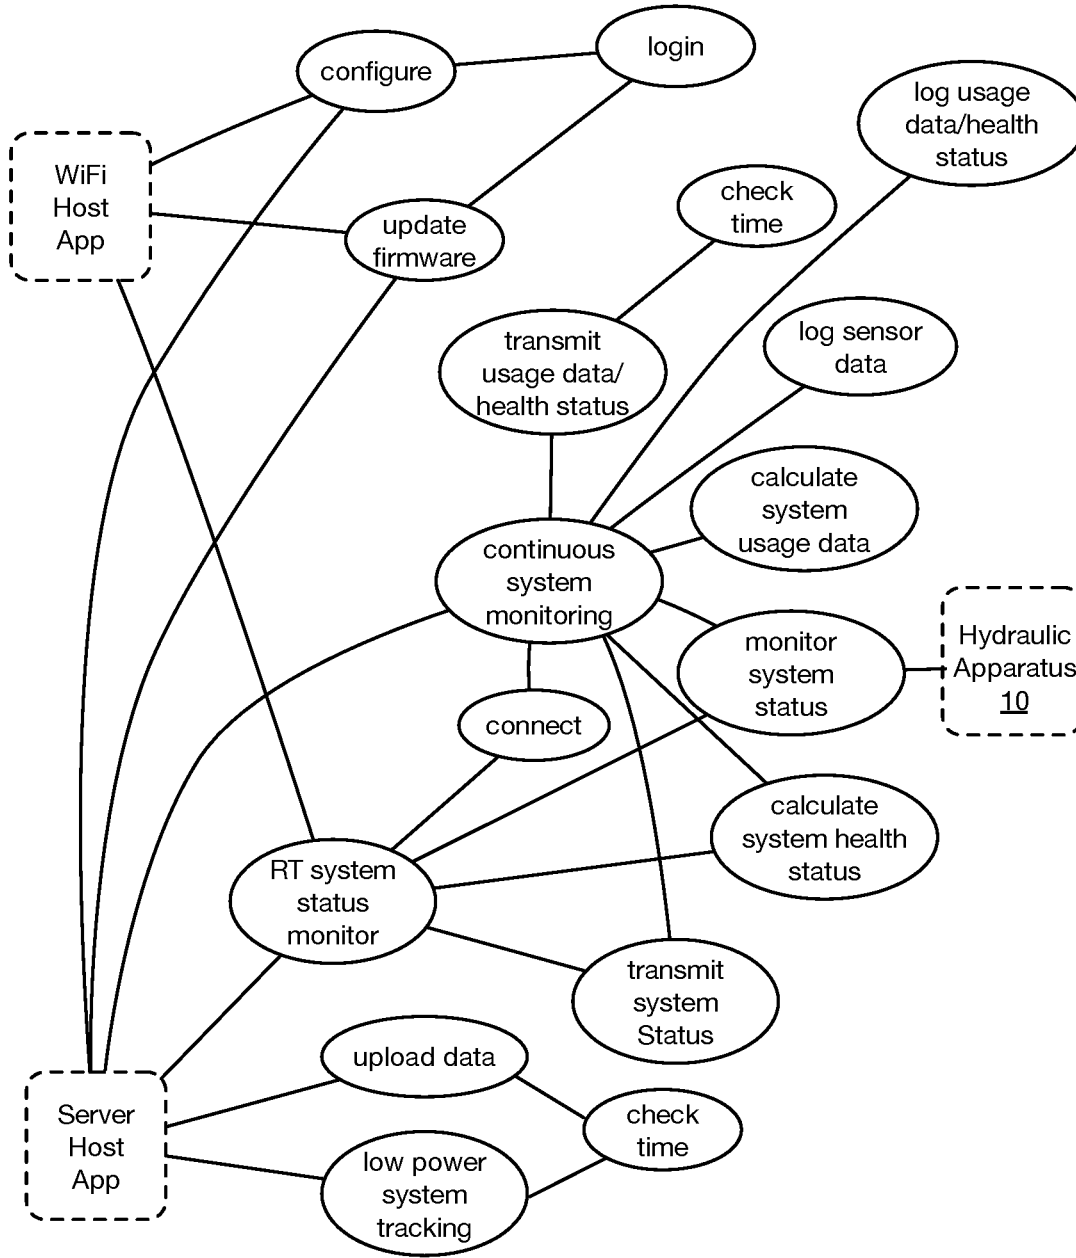 configure
login
log usage
data/health
status
WiFi
Host
App
check
time
update
firmware
transmit
usage data/
health status
log sensor
data
calculate
system
usage data
continuous
system
monitoring
monitor
system
status
Hydraulic
Apparatus
10
connect
calculate
system health
status
RT system
status
monitor
transmit
system
Status
upload data
Server
Host
App
check
time
low power
system
tracking